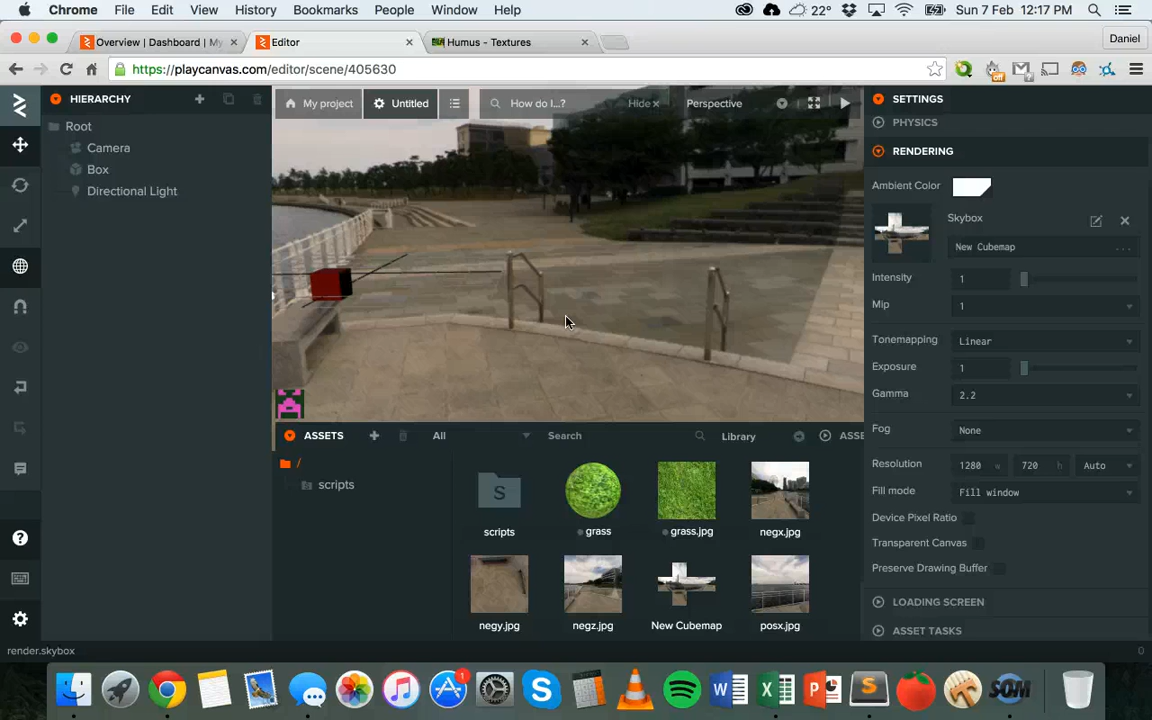 Chrome File Edit View History Bookmarks People Window Help
22° Sun 7 Feb 12:17 PM
Overview | Dashboard | My
Editor
Humus - Textures
Daniel
https://playcanvas.com/editor/scene/405630
off
HIERARCHY
Root
Camera
Box
Directional Light
My project
Untitled
How do I...?
Hide
Perspective
SETTINGS
PHYSICS
RENDERING
Ambient Color
Skybox
New Cubemap
...
Intensity 1
Mip 1
Tonemapping Linear
Exposure 1
Gamma 2.2
Fog None
Resolution 1280 w 720 h Auto
Fill mode Fill window
Device Pixel Ratio
Transparent Canvas
Preserve Drawing Buffer
LOADING SCREEN
ASSET TASKS
ASSETS
All
Search
Library
ASSE
/
scripts
S
scripts
grass
grass.jpg
negx.jpg
negy.jpg
negz.jpg
New Cubemap
posx.jpg
render.skybox
0
1